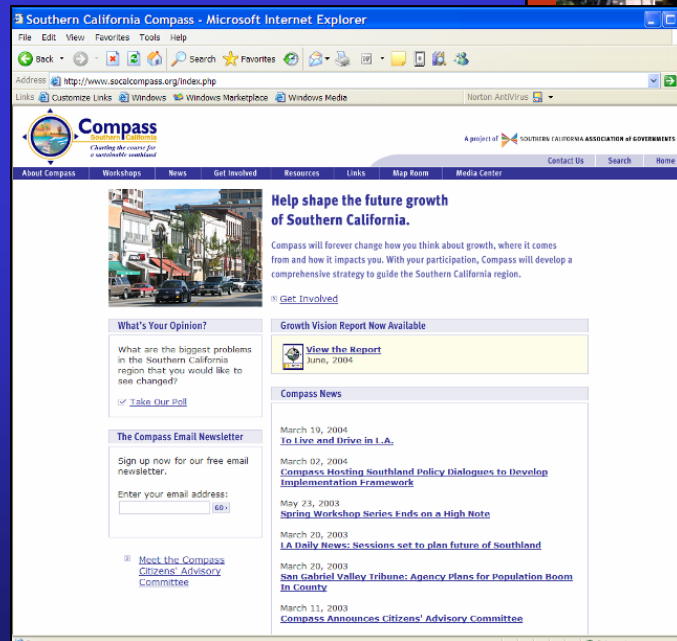 Southern California Compass - Microsoft Internet Explorer
File Edit View Favorites Tools Help
Back Search Favorites
Address http://www.socalcompass.org/index.php
Links Customize Links Windows Windows Marketplace Windows Media Norton AntiVirus
Compass
Southern California
Charting the course for
a sustainable southland
A project of SOUTHERN CALIFORNIA ASSOCIATION of GOVERNMENTS
Contact Us Search Home
About Compass Workshops News Get Involved Resources Links Map Room Media Center
Help shape the future growth
of Southern California.
Compass will forever change how you think about growth, where it comes
from and how it impacts you. With your participation, Compass will develop a
comprehensive strategy to guide the Southern California region.
Get Involved
What's Your Opinion?
What are the biggest problems
in the Southern California
region that you would like to
see changed?
Take Our Poll
The Compass Email Newsletter
Sign up now for our free email
newsletter.
Enter your email address:
GO
Meet the Compass
Citizens' Advisory
Committee
Growth Vision Report Now Available
View the Report
June, 2004
Compass News
March 19, 2004
To Live and Drive in L.A.
March 02, 2004
Compass Hosting Southland Policy Dialogues to Develop
Implementation Framework
May 23, 2003
Spring Workshop Series Ends on a High Note
March 20, 2003
LA Daily News: Sessions set to plan future of Southland
March 20, 2003
San Gabriel Valley Tribune: Agency Plans for Population Boom
In County
March 11, 2003
Compass Announces Citizens' Advisory Committee